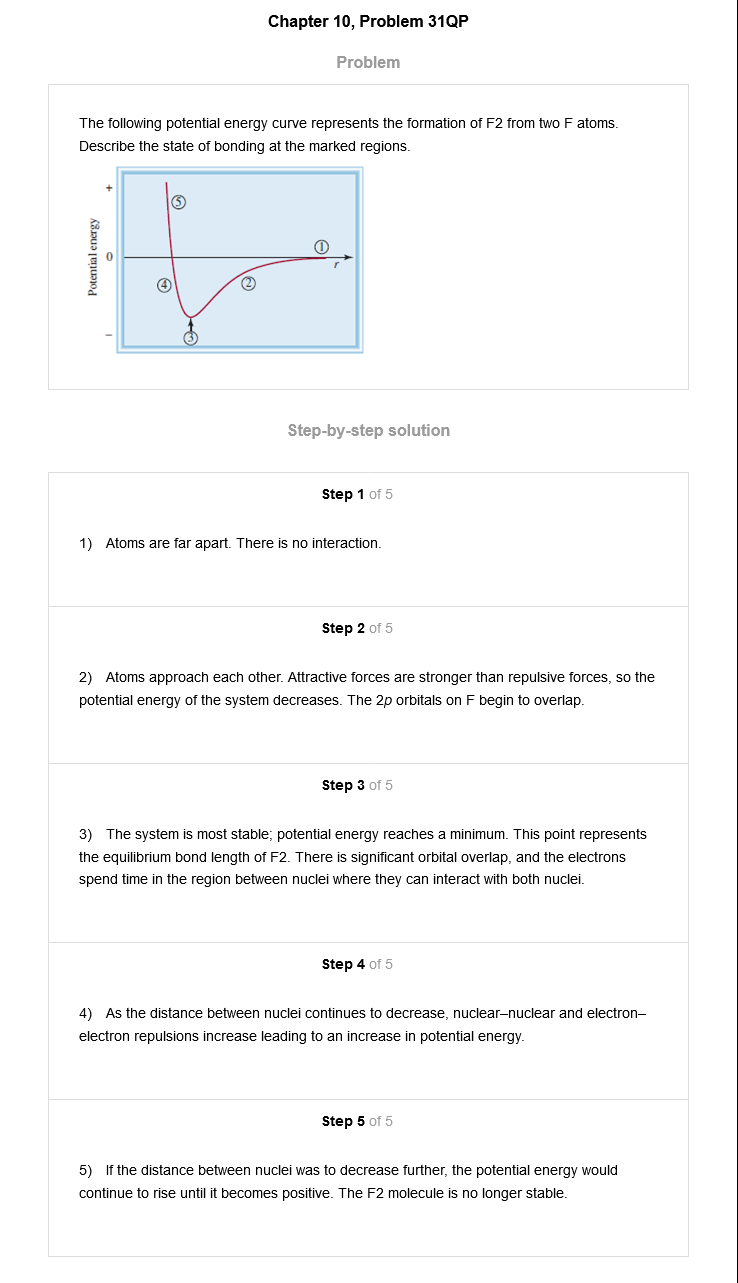 Chapter 10, Problem 31QP
Problem
The following potential energy curve represents the formation of F2 from two F atoms.
Describe the state of bonding at the marked regions.
+
⑤
Potential energy
0
①
r
④
②
③
−
Step-by-step solution
Step 1 of 5
1) Atoms are far apart. There is no interaction.
Step 2 of 5
2) Atoms approach each other. Attractive forces are stronger than repulsive forces, so the
potential energy of the system decreases. The 2p orbitals on F begin to overlap.
Step 3 of 5
3) The system is most stable; potential energy reaches a minimum. This point represents
the equilibrium bond length of F2. There is significant orbital overlap, and the electrons
spend time in the region between nuclei where they can interact with both nuclei.
Step 4 of 5
4) As the distance between nuclei continues to decrease, nuclear–nuclear and electron–
electron repulsions increase leading to an increase in potential energy.
Step 5 of 5
5) If the distance between nuclei was to decrease further, the potential energy would
continue to rise until it becomes positive. The F2 molecule is no longer stable.